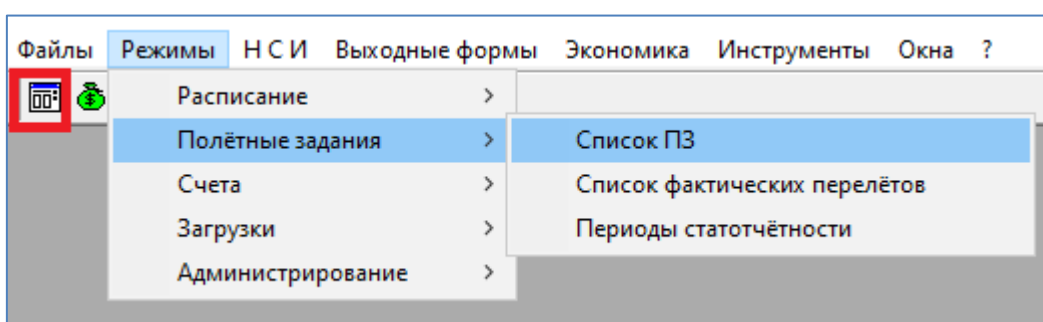 Файлы Режимы Н С И Выходные формы Экономика Инструменты Окна ?
Расписание >
Полётные задания > Список ПЗ
Счета > Список фактических перелётов
Загрузки > Периоды статотчётности
Администрирование >